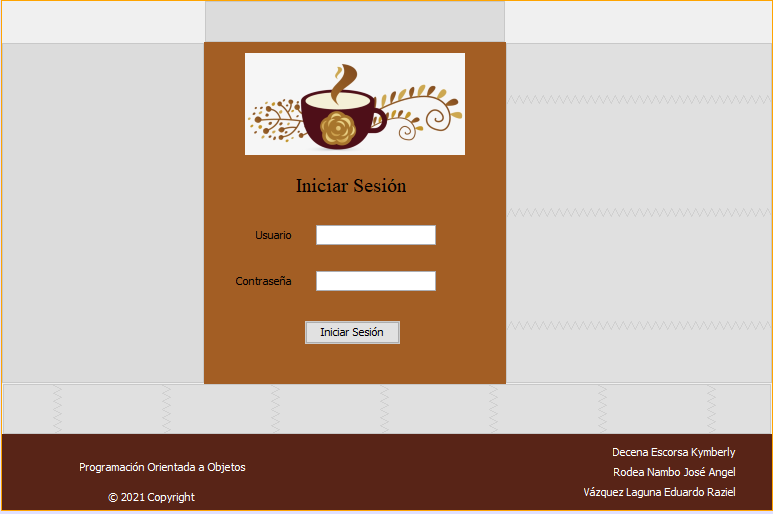 Iniciar Sesión
Usuario
Contraseña
Iniciar Sesión
Programación Orientada a Objetos
© 2021 Copyright
Decena Escorsa Kymberly
Rodea Nambo José Angel
Vázquez Laguna Eduardo Raziel